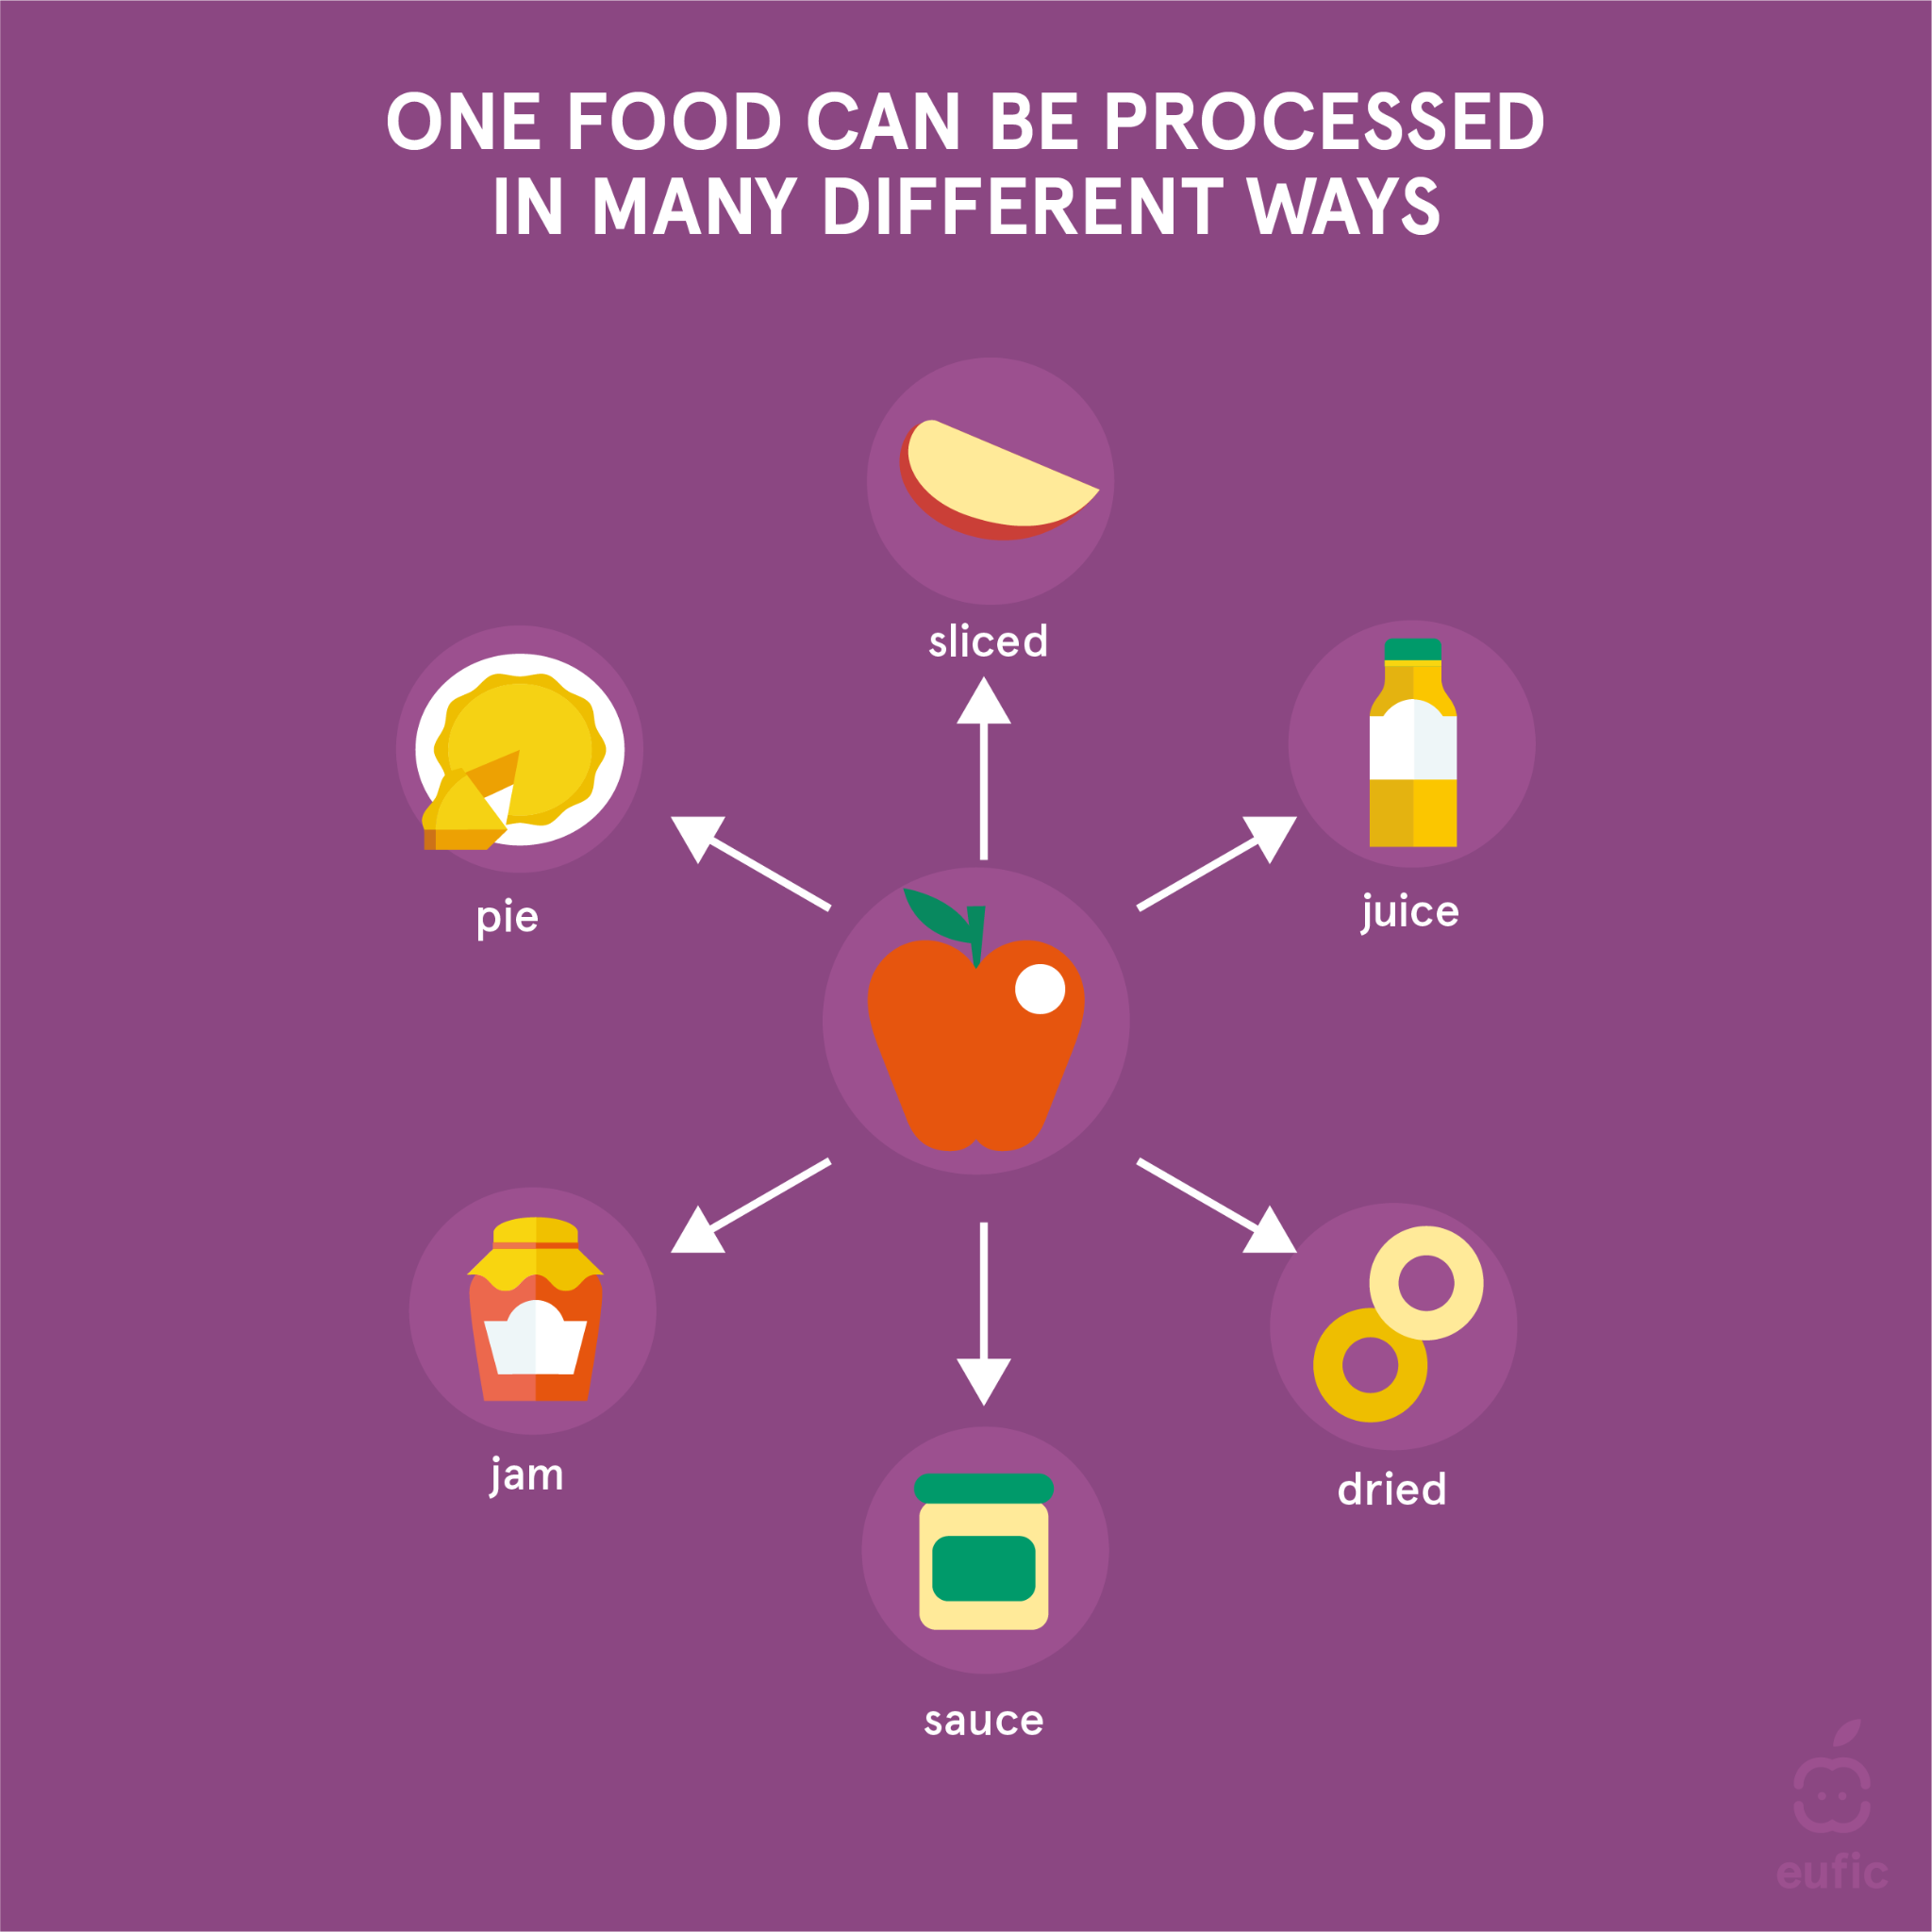 ONE FOOD CAN BE PROCESSED
IN MANY DIFFERENT WAYS
sliced
pie
juice
jam
dried
sauce
eufic